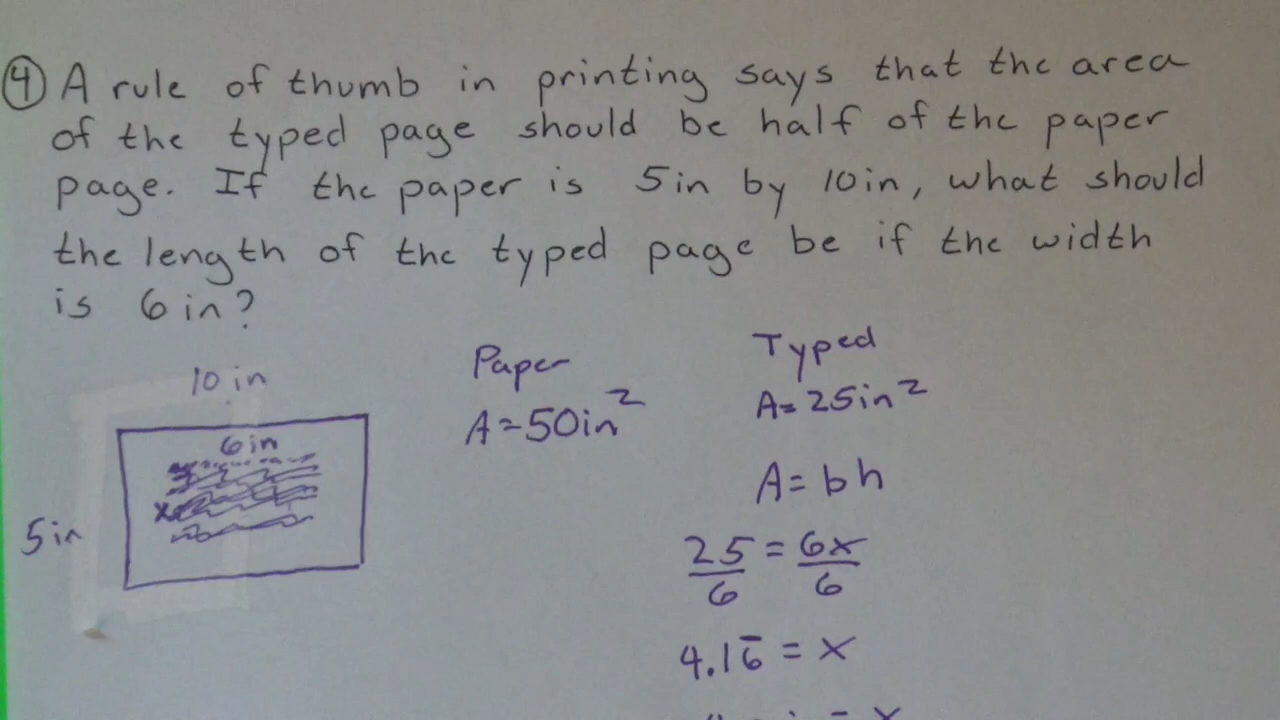 ④ A rule of thumb in printing says that the area
of the typed page should be half of the paper
page. If the paper is 5in by 10in, what should
the length of the typed page be if the width
is 6 in?
10 in
6in
x
5in
Paper
A=50in²
Typed
A=25in²
A=bh
25/6 = 6x/6
4.16̅ = x
= x